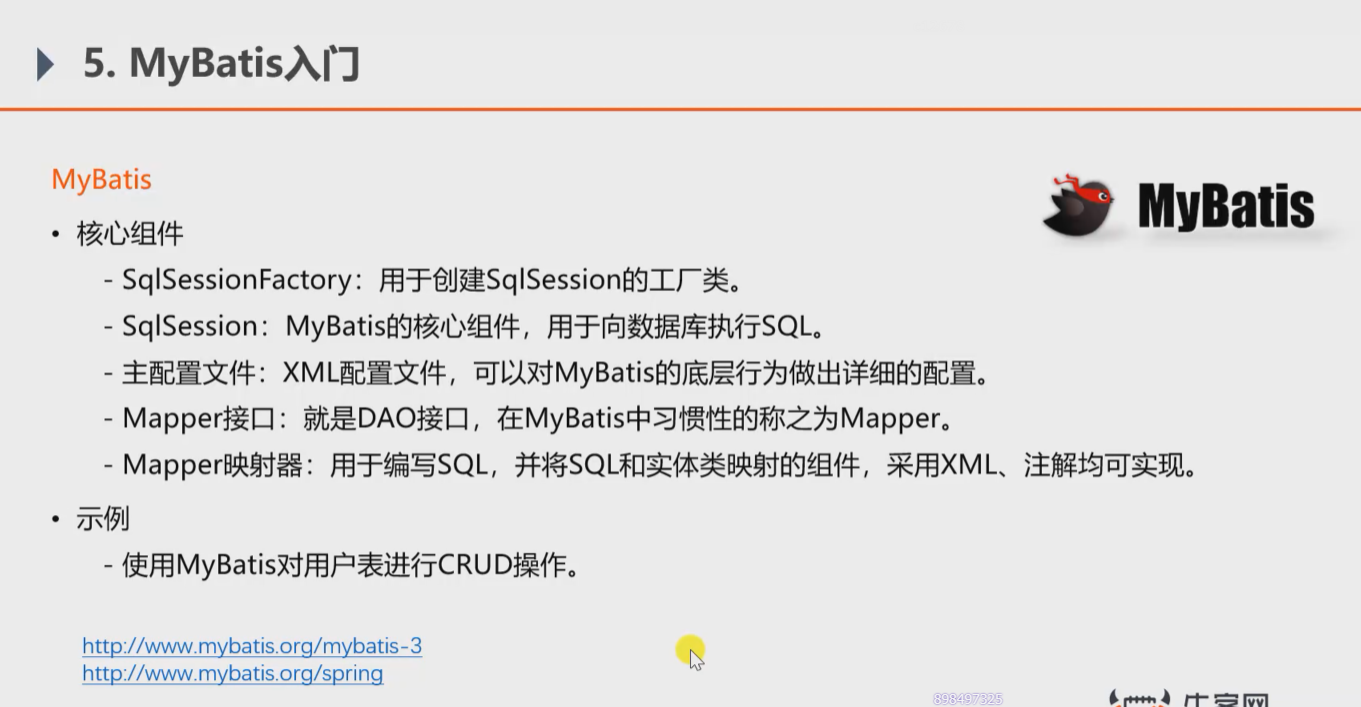 5. MyBatis入门
MyBatis
MyBatis
• 核心组件
- SqlSessionFactory：用于创建SqlSession的工厂类。
- SqlSession：MyBatis的核心组件，用于向数据库执行SQL。
- 主配置文件：XML配置文件，可以对MyBatis的底层行为做出详细的配置。
- Mapper接口：就是DAO接口，在MyBatis中习惯性的称之为Mapper。
- Mapper映射器：用于编写SQL，并将SQL和实体类映射的组件，采用XML、注解均可实现。
• 示例
- 使用MyBatis对用户表进行CRUD操作。
http://www.mybatis.org/mybatis-3
http://www.mybatis.org/spring
898497325
牛客网